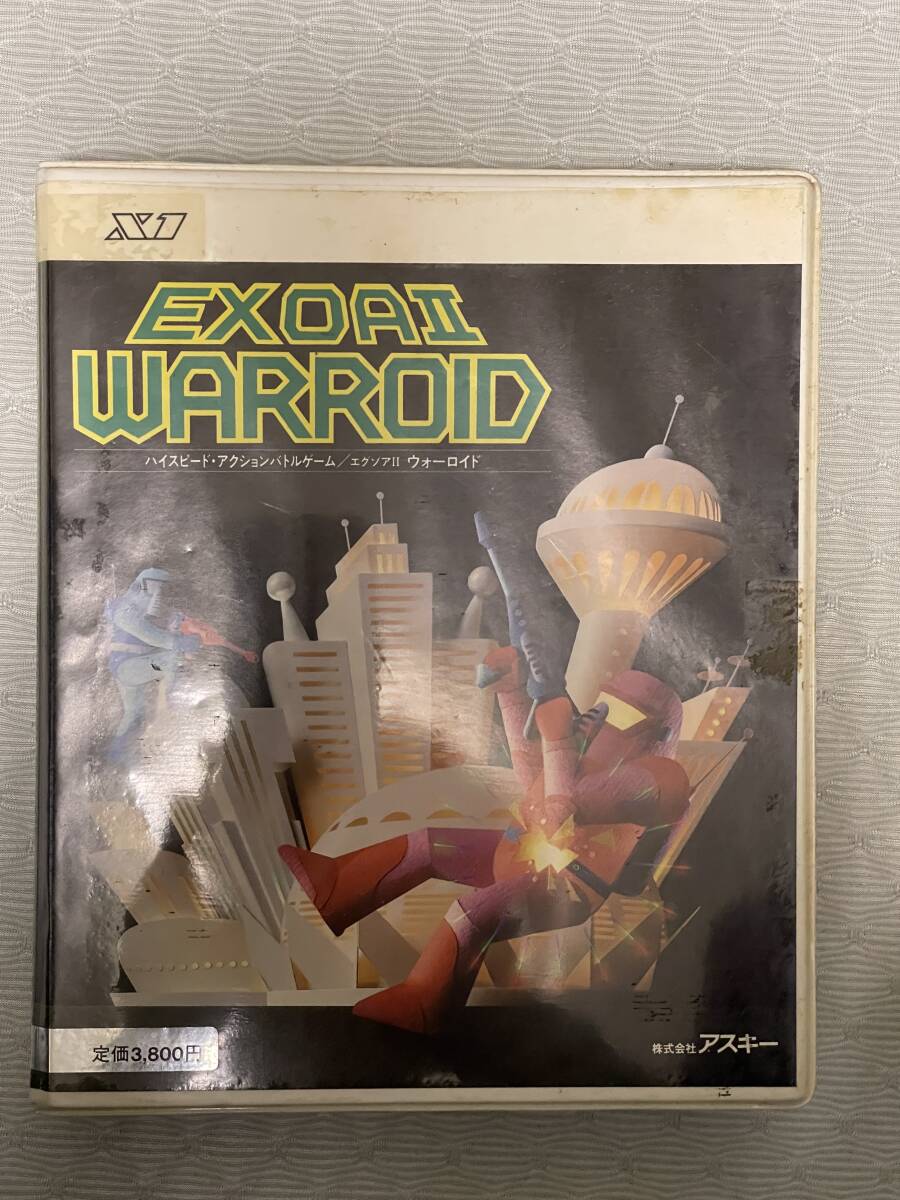 X1
EXOAII
WARROID
ハイスピード・アクションバトルゲーム／エグゾアII ウォーロイド
定価3,800円
株式会社アスキー